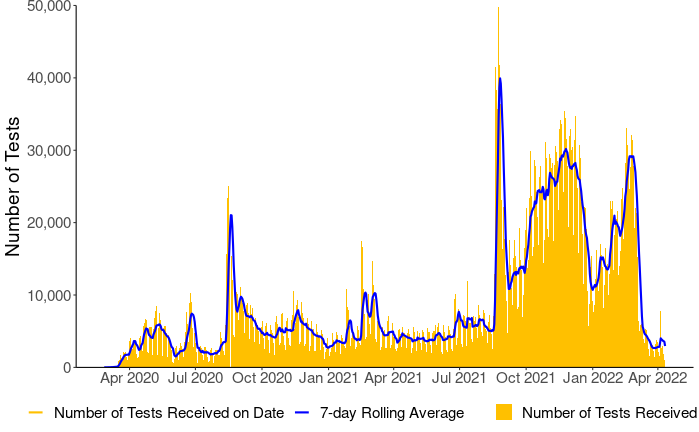 50,000
40,000
30,000
20,000
10,000
0
Number of Tests
Apr 2020 Jul 2020 Oct 2020 Jan 2021 Apr 2021 Jul 2021 Oct 2021 Jan 2022 Apr 2022
Number of Tests Received on Date 7-day Rolling Average Number of Tests Received